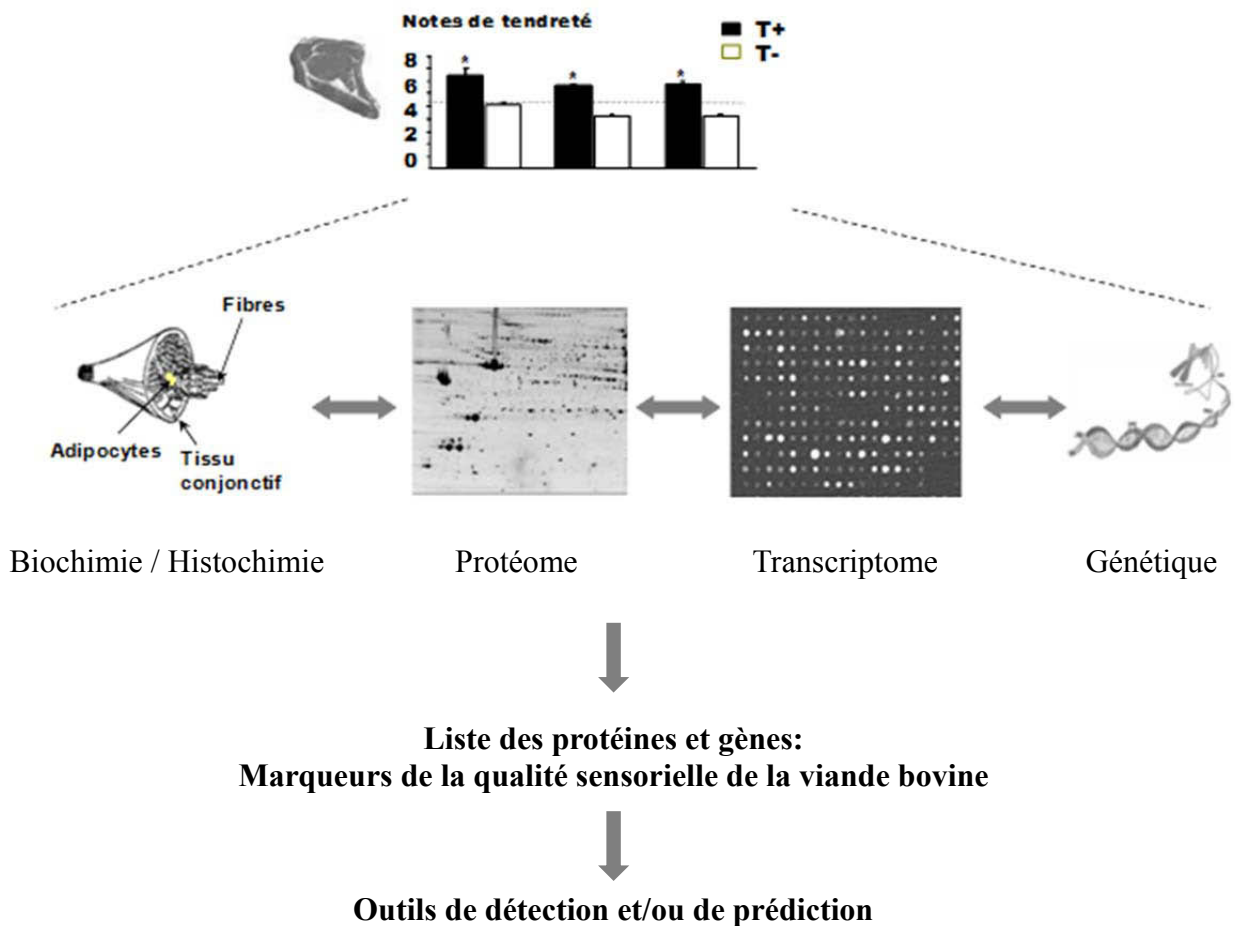 Notes de tendreté
T+
T-
8
6
4
2
0
*
*
*
Fibres
Adipocytes
Tissu
conjonctif
Biochimie / Histochimie
Protéome
Transcriptome
Génétique
Liste des protéines et gènes:
Marqueurs de la qualité sensorielle de la viande bovine
Outils de détection et/ou de prédiction